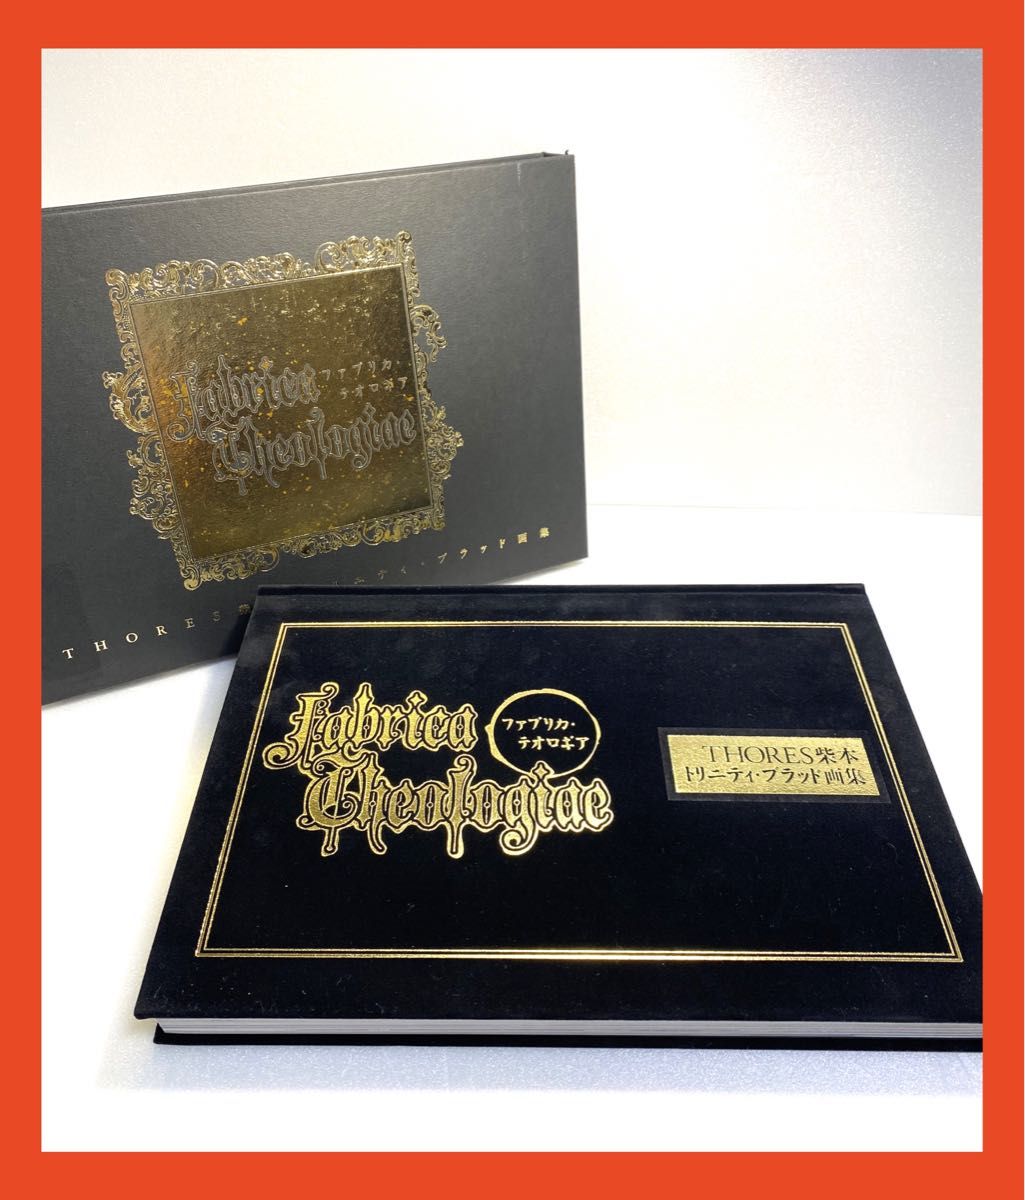 Fabrica
ファブリカ・
テオロギア
Theologiae
THORES
ニティ・ブラッド画集
Fabrica
ファブリカ・
テオロギア
Theologiae
THORES柴本
トリニティ・ブラッド画集